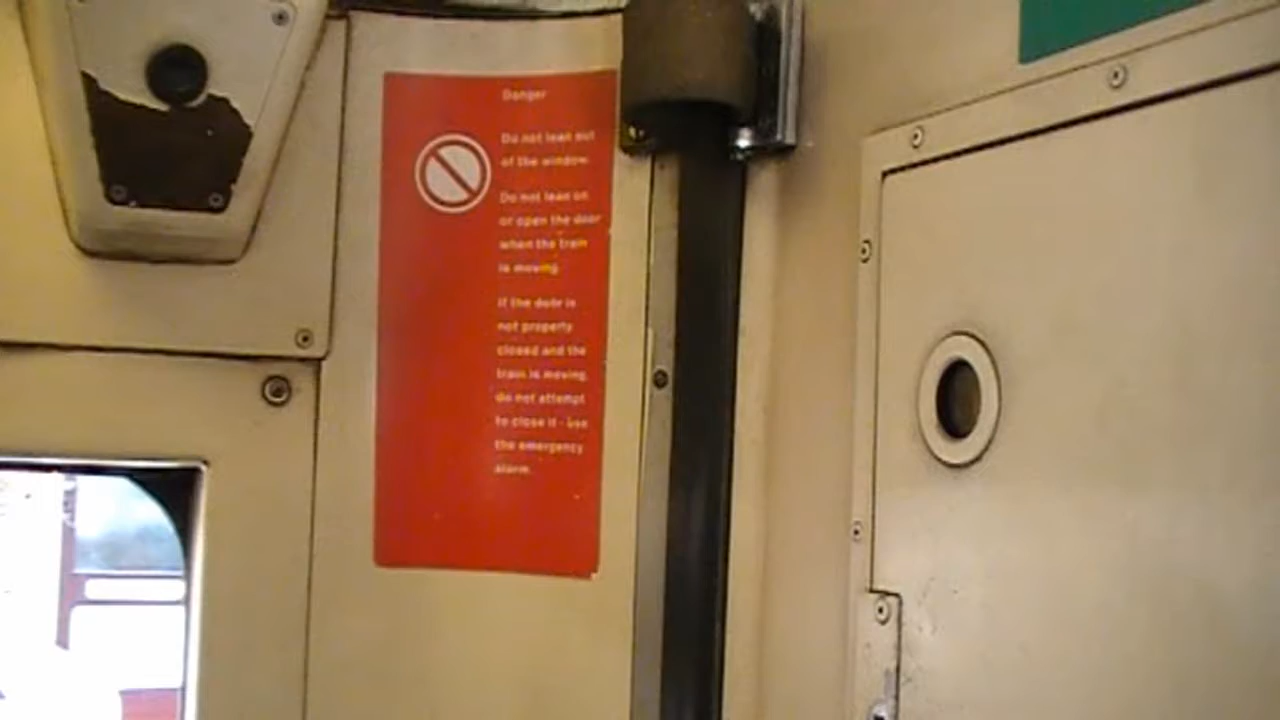 Danger
Do not lean out
of the window.
Do not lean on
or open the door
when the train
is moving.
If the door is
not properly
closed and the
train is moving,
do not attempt
to close it - use
the emergency
alarm.